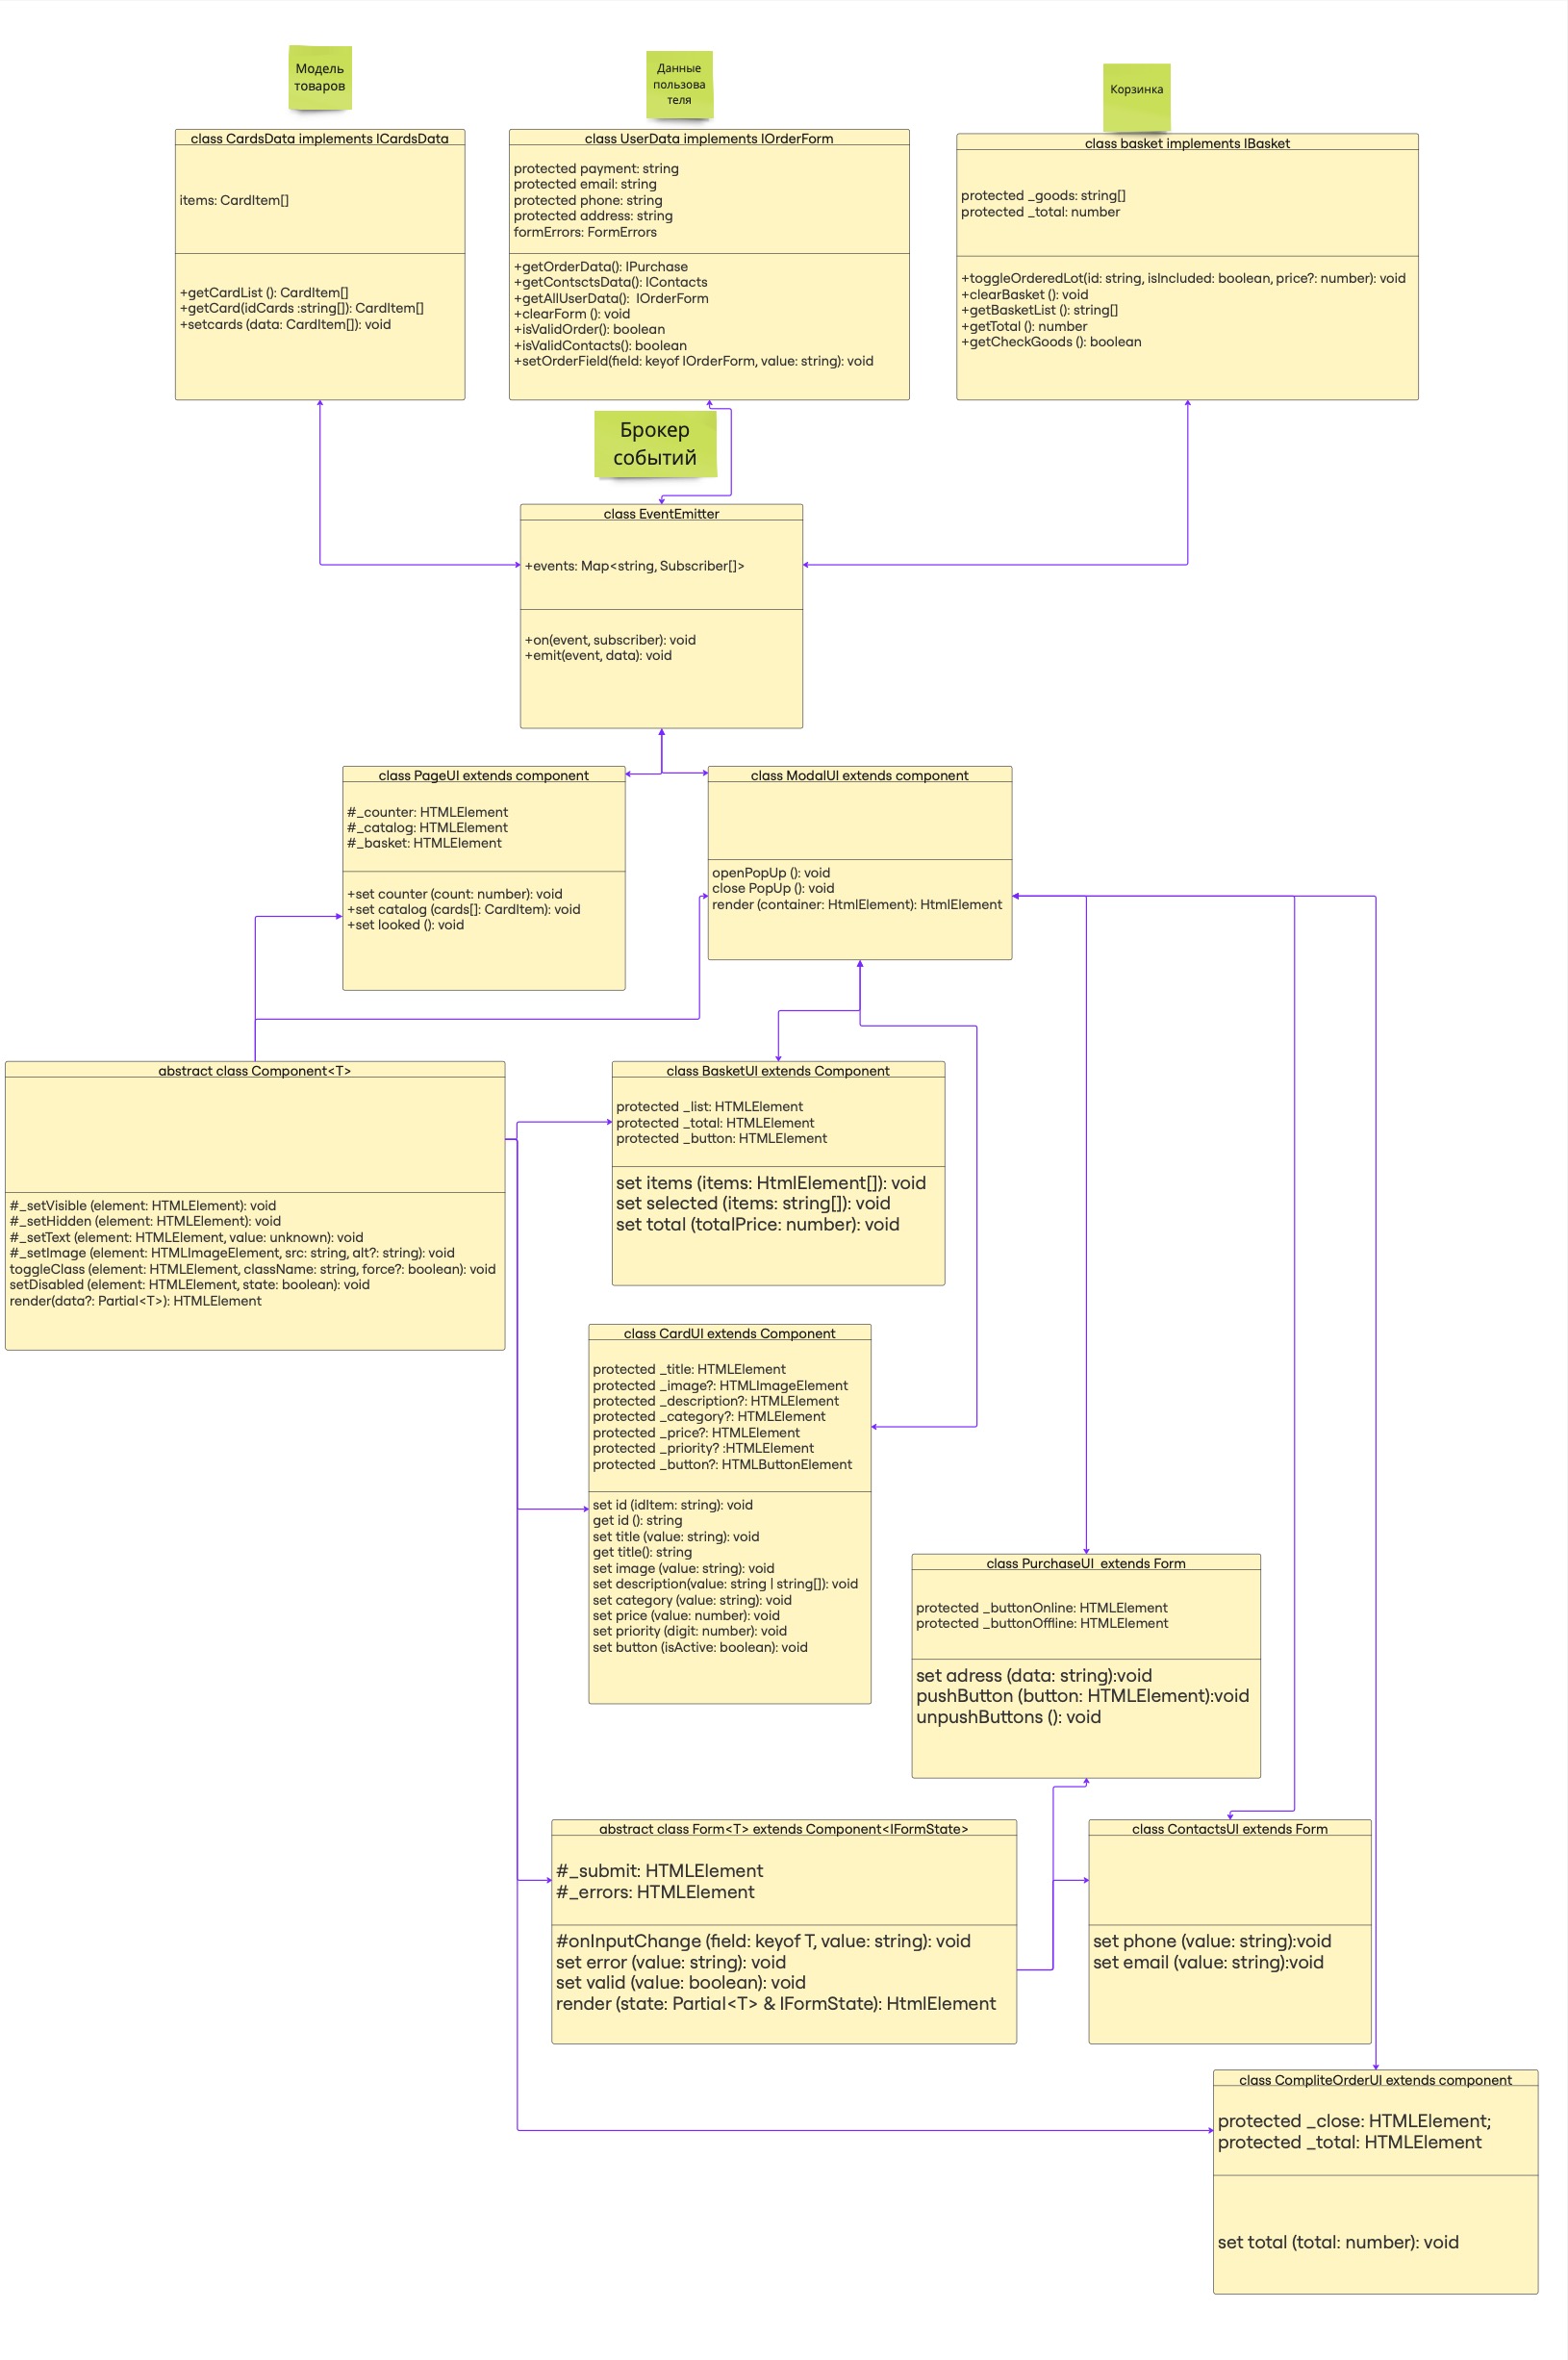 Модель
товаров
Данные
пользова
теля
Корзинка
class CardsData implements ICardsData
items: CardItem[]
+getCardList (): CardItem[]
+getCard(idCards :string[]): CardItem[]
+setcards (data: CardItem[]): void
class UserData implements IOrderForm
protected payment: string
protected email: string
protected phone: string
protected address: string
formErrors: FormErrors
+getOrderData(): IPurchase
+getContsctsData(): IContacts
+getAllUserData():  IOrderForm
+clearForm (): void
+isValidOrder(): boolean
+isValidContacts(): boolean
+setOrderField(field: keyof IOrderForm, value: string): void
class basket implements IBasket
protected _goods: string[]
protected _total: number
+toggleOrderedLot(id: string, isIncluded: boolean, price?: number): void
+clearBasket (): void
+getBasketList (): string[]
+getTotal (): number
+getCheckGoods (): boolean
Брокер
событий
class EventEmitter
+events: Map<string, Subscriber[]>
+on(event, subscriber): void
+emit(event, data): void
class PageUI extends component
#_counter: HTMLElement
#_catalog: HTMLElement
#_basket: HTMLElement
+set counter (count: number): void
+set catalog (cards[]: CardItem): void
+set looked (): void
class ModalUI extends component
openPopUp (): void
close PopUp (): void
render (container: HtmlElement): HtmlElement
abstract class Component<T>
#_setVisible (element: HTMLElement): void
#_setHidden (element: HTMLElement): void
#_setText (element: HTMLElement, value: unknown): void
#_setImage (element: HTMLImageElement, src: string, alt?: string): void
toggleClass (element: HTMLElement, className: string, force?: boolean): void
setDisabled (element: HTMLElement, state: boolean): void
render(data?: Partial<T>): HTMLElement
class BasketUI extends Component
protected _list: HTMLElement
protected _total: HTMLElement
protected _button: HTMLElement
set items (items: HtmlElement[]): void
set selected (items: string[]): void
set total (totalPrice: number): void
class CardUI extends Component
protected _title: HTMLElement
protected _image?: HTMLImageElement
protected _description?: HTMLElement
protected _category?: HTMLElement
protected _price?: HTMLElement
protected _priority? :HTMLElement
protected _button?: HTMLButtonElement
set id (idItem: string): void
get id (): string
set title (value: string): void
get title(): string
set image (value: string): void
set description(value: string | string[]): void
set category (value: string): void
set price (value: number): void
set priority (digit: number): void
set button (isActive: boolean): void
class PurchaseUI  extends Form
protected _buttonOnline: HTMLElement
protected _buttonOffline: HTMLElement
set adress (data: string):void
pushButton (button: HTMLElement):void
unpushButtons (): void
abstract class Form<T> extends Component<IFormState>
#_submit: HTMLElement
#_errors: HTMLElement
#onInputChange (field: keyof T, value: string): void
set error (value: string): void
set valid (value: boolean): void
render (state: Partial<T> & IFormState): HtmlElement
class ContactsUI extends Form
set phone (value: string):void
set email (value: string):void
class CompliteOrderUI extends component
protected _close: HTMLElement;
protected _total: HTMLElement
set total (total: number): void